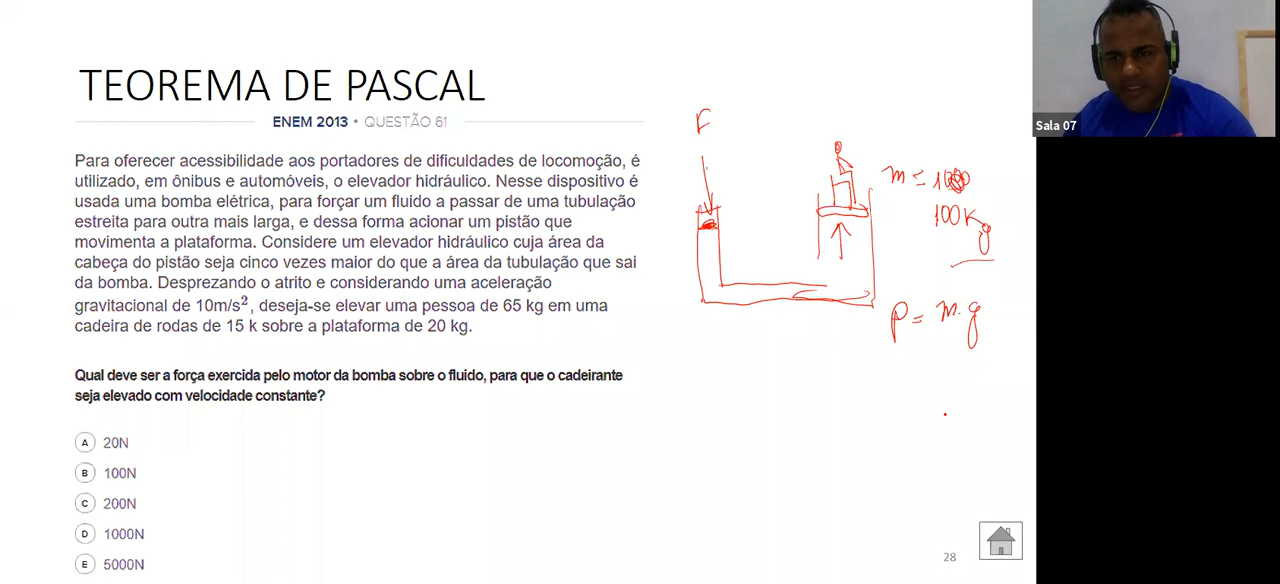 TEOREMA DE PASCAL
ENEM 2013 • QUESTÃO 61
Para oferecer acessibilidade aos portadores de dificuldades de locomoção, é
utilizado, em ônibus e automóveis, o elevador hidráulico. Nesse dispositivo é
usada uma bomba elétrica, para forçar um fluido a passar de uma tubulação
estreita para outra mais larga, e dessa forma acionar um pistão que
movimenta a plataforma. Considere um elevador hidráulico cuja área da
cabeça do pistão seja cinco vezes maior do que a área da tubulação que sai
da bomba. Desprezando o atrito e considerando uma aceleração
gravitacional de 10m/s², deseja-se elevar uma pessoa de 65 kg em uma
cadeira de rodas de 15 k sobre a plataforma de 20 kg.
Qual deve ser a força exercida pelo motor da bomba sobre o fluido, para que o cadeirante
seja elevado com velocidade constante?
A 20N
B 100N
C 200N
D 1000N
E 5000N
F
m =
100Kg
P = m.g
Sala 07
28